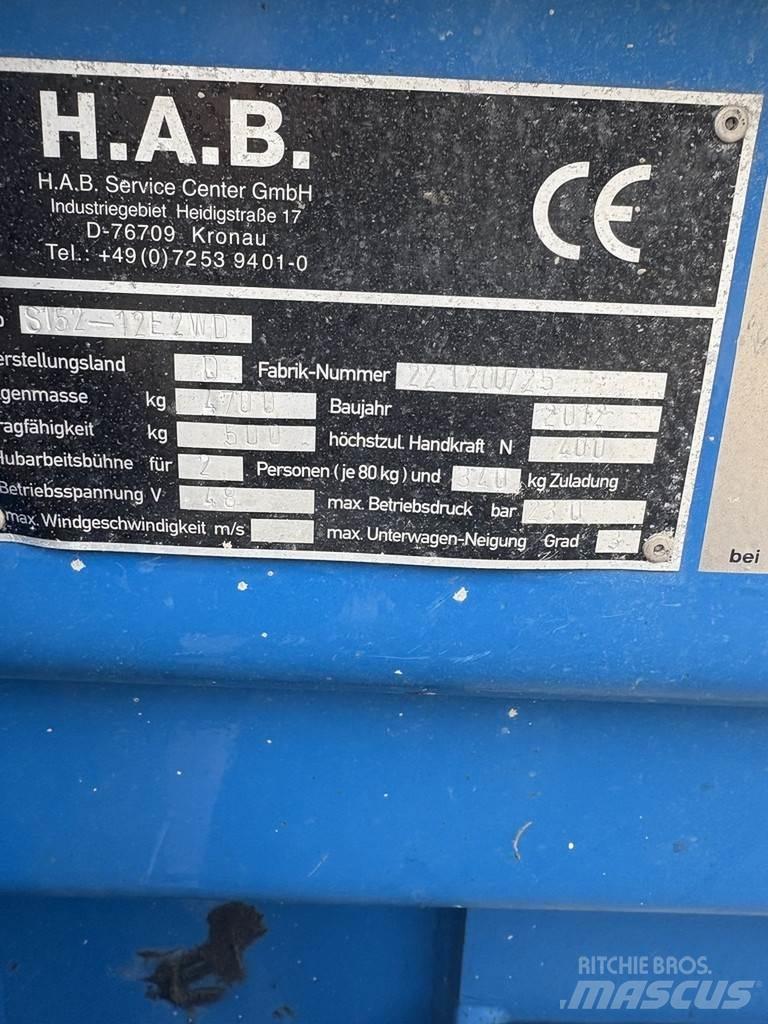 H.A.B.
H.A.B. Service Center GmbH
Industriegebiet Heidigstraße 17
D-76709 Kronau
Tel.: +49(0)7253 9401-0
CE
S152-12E2WD
erstellungsland D Fabrik-Nummer 221200725
genmasse kg 4700 Baujahr 2012
ragfähigkeit kg 500 höchstzul. Handkraft N 400
Hubarbeitsbühne für 2 Personen (je 80 kg) und 340 kg Zuladung
Betriebsspannung V 48 max. Betriebsdruck bar 230
max. Windgeschwindigkeit m/s max. Unterwagen-Neigung Grad 3
bei
RITCHIE BROS.
MASCUS